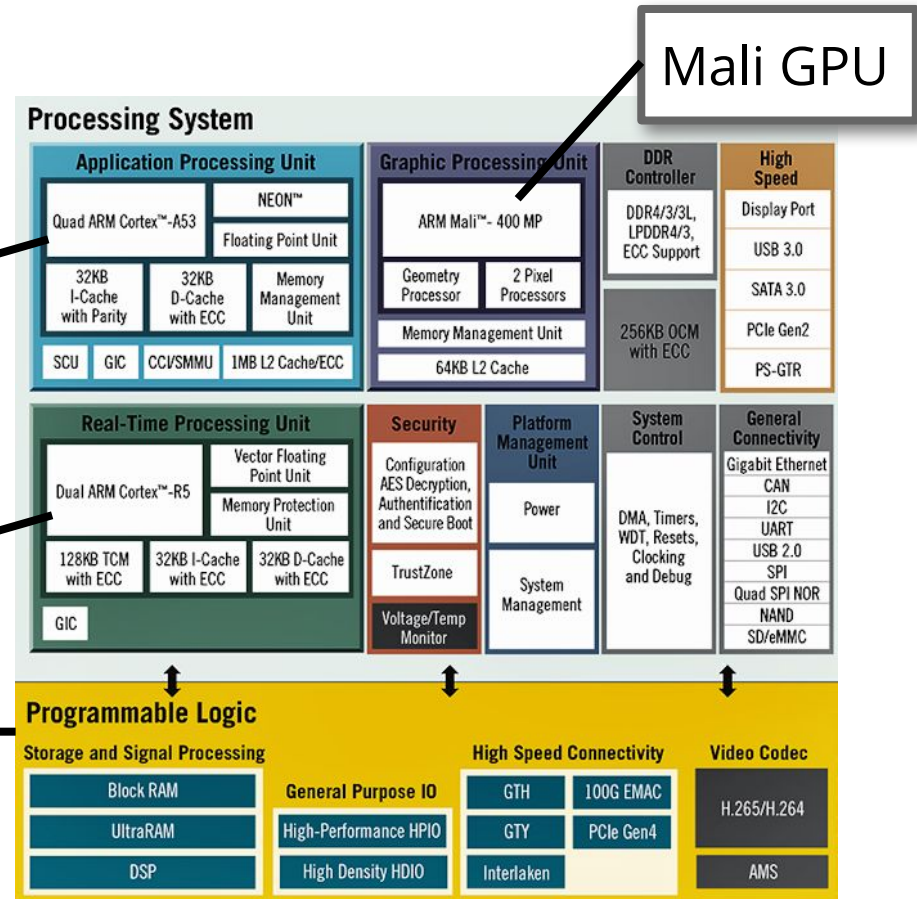 Mali GPU
Processing System
Application Processing Unit
Quad ARM Cortex™-A53
NEON™
Floating Point Unit
32KB
I-Cache
with Parity
32KB
D-Cache
with ECC
Memory
Management
Unit
SCU
GIC
CCI/SMMU
1MB L2 Cache/ECC
Graphic Processing Unit
ARM Mali™- 400 MP
Geometry
Processor
2 Pixel
Processors
Memory Management Unit
64KB L2 Cache
DDR
Controller
DDR4/3/3L,
LPDDR4/3,
ECC Support
256KB OCM
with ECC
High
Speed
Display Port
USB 3.0
SATA 3.0
PCIe Gen2
PS-GTR
Real-Time Processing Unit
Dual ARM Cortex™-R5
Vector Floating
Point Unit
Memory Protection
Unit
128KB TCM
with ECC
32KB I-Cache
with ECC
32KB D-Cache
with ECC
GIC
Security
Configuration
AES Decryption,
Authentification
and Secure Boot
TrustZone
Voltage/Temp
Monitor
Platform
Management
Unit
Power
System
Management
System
Control
DMA, Timers,
WDT, Resets,
Clocking
and Debug
General
Connectivity
Gigabit Ethernet
CAN
I2C
UART
USB 2.0
SPI
Quad SPI NOR
NAND
SD/eMMC
Programmable Logic
Storage and Signal Processing
Block RAM
UltraRAM
DSP
General Purpose IO
High-Performance HPIO
High Density HDIO
High Speed Connectivity
GTH
100G EMAC
GTY
PCIe Gen4
Interlaken
Video Codec
H.265/H.264
AMS